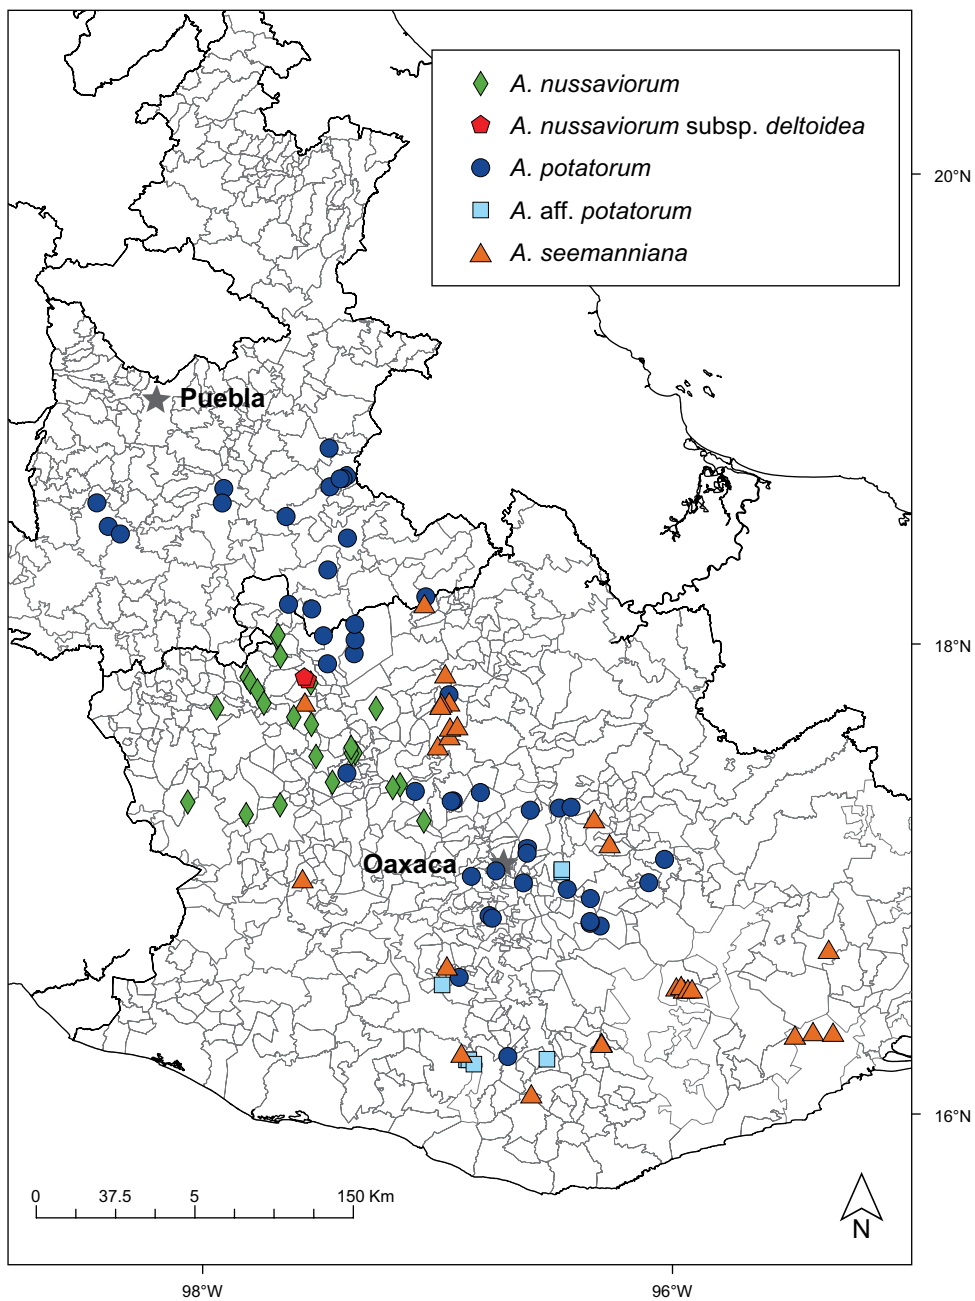 A. nussaviorum
A. nussaviorum subsp. deltoidea
A. potatorum
A. aff. potatorum
A. seemanniana
20°N
Puebla
18°N
Oaxaca
16°N
0 37.5 5 150 Km
N
98°W 96°W